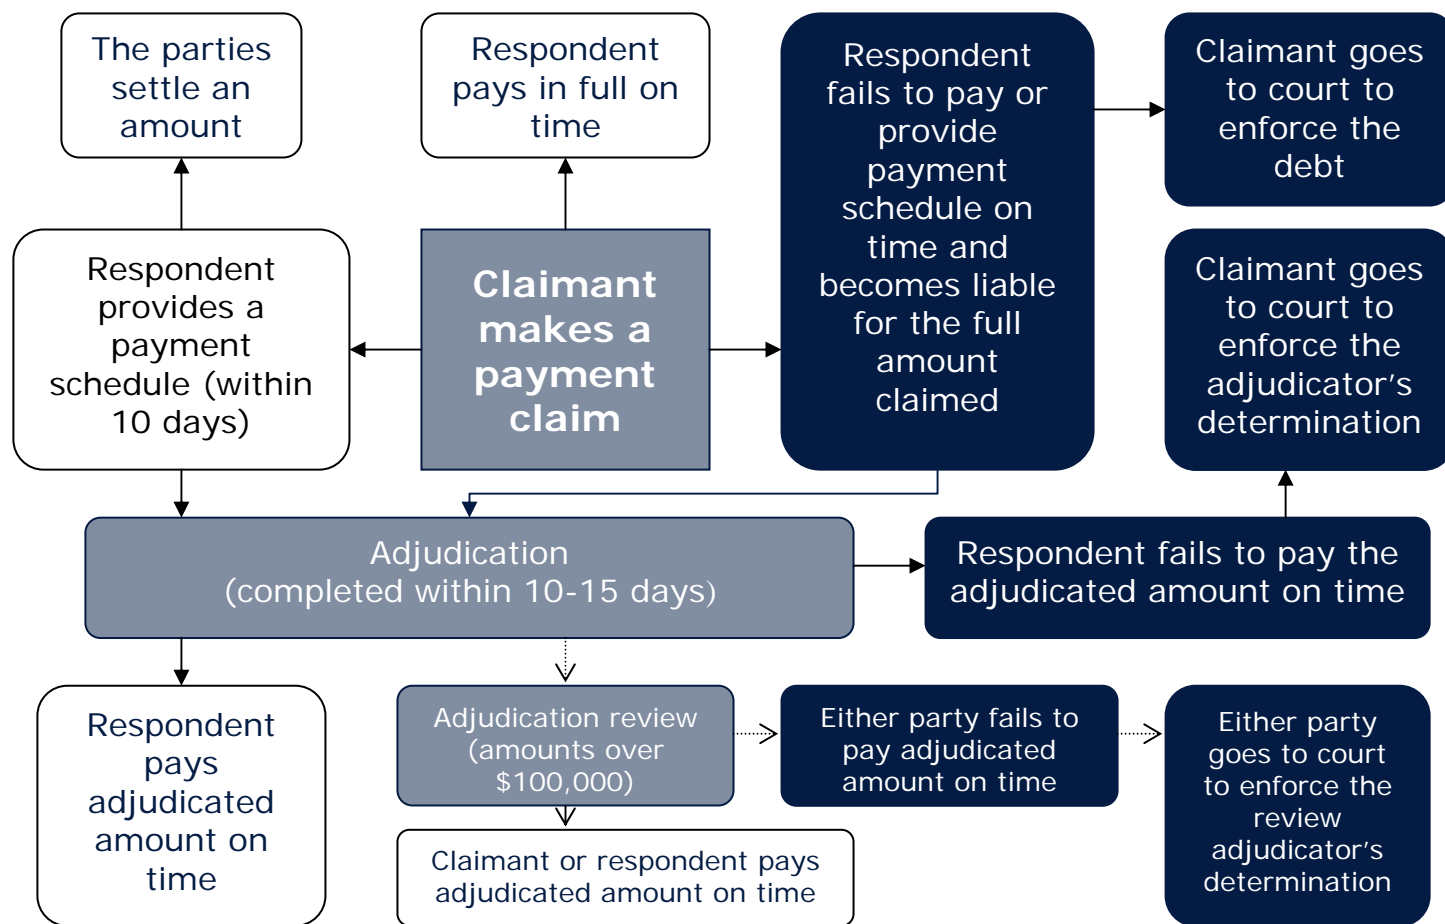 The parties
settle an
amount
Respondent
pays in full on
time
Respondent
fails to pay or
provide
payment
schedule on
time and
becomes liable
for the full
amount
claimed
Claimant goes
to court to
enforce the
debt
Respondent
provides a
payment
schedule (within
10 days)
Claimant
makes a
payment
claim
Claimant goes
to court to
enforce the
adjudicator’s
determination
Adjudication
(completed within 10-15 days)
Respondent fails to pay the
adjudicated amount on time
Respondent
pays
adjudicated
amount on
time
Adjudication review
(amounts over
$100,000)
Either party fails to
pay adjudicated
amount on time
Either party
goes to court
to enforce the
review
adjudicator’s
determination
Claimant or respondent pays
adjudicated amount on time